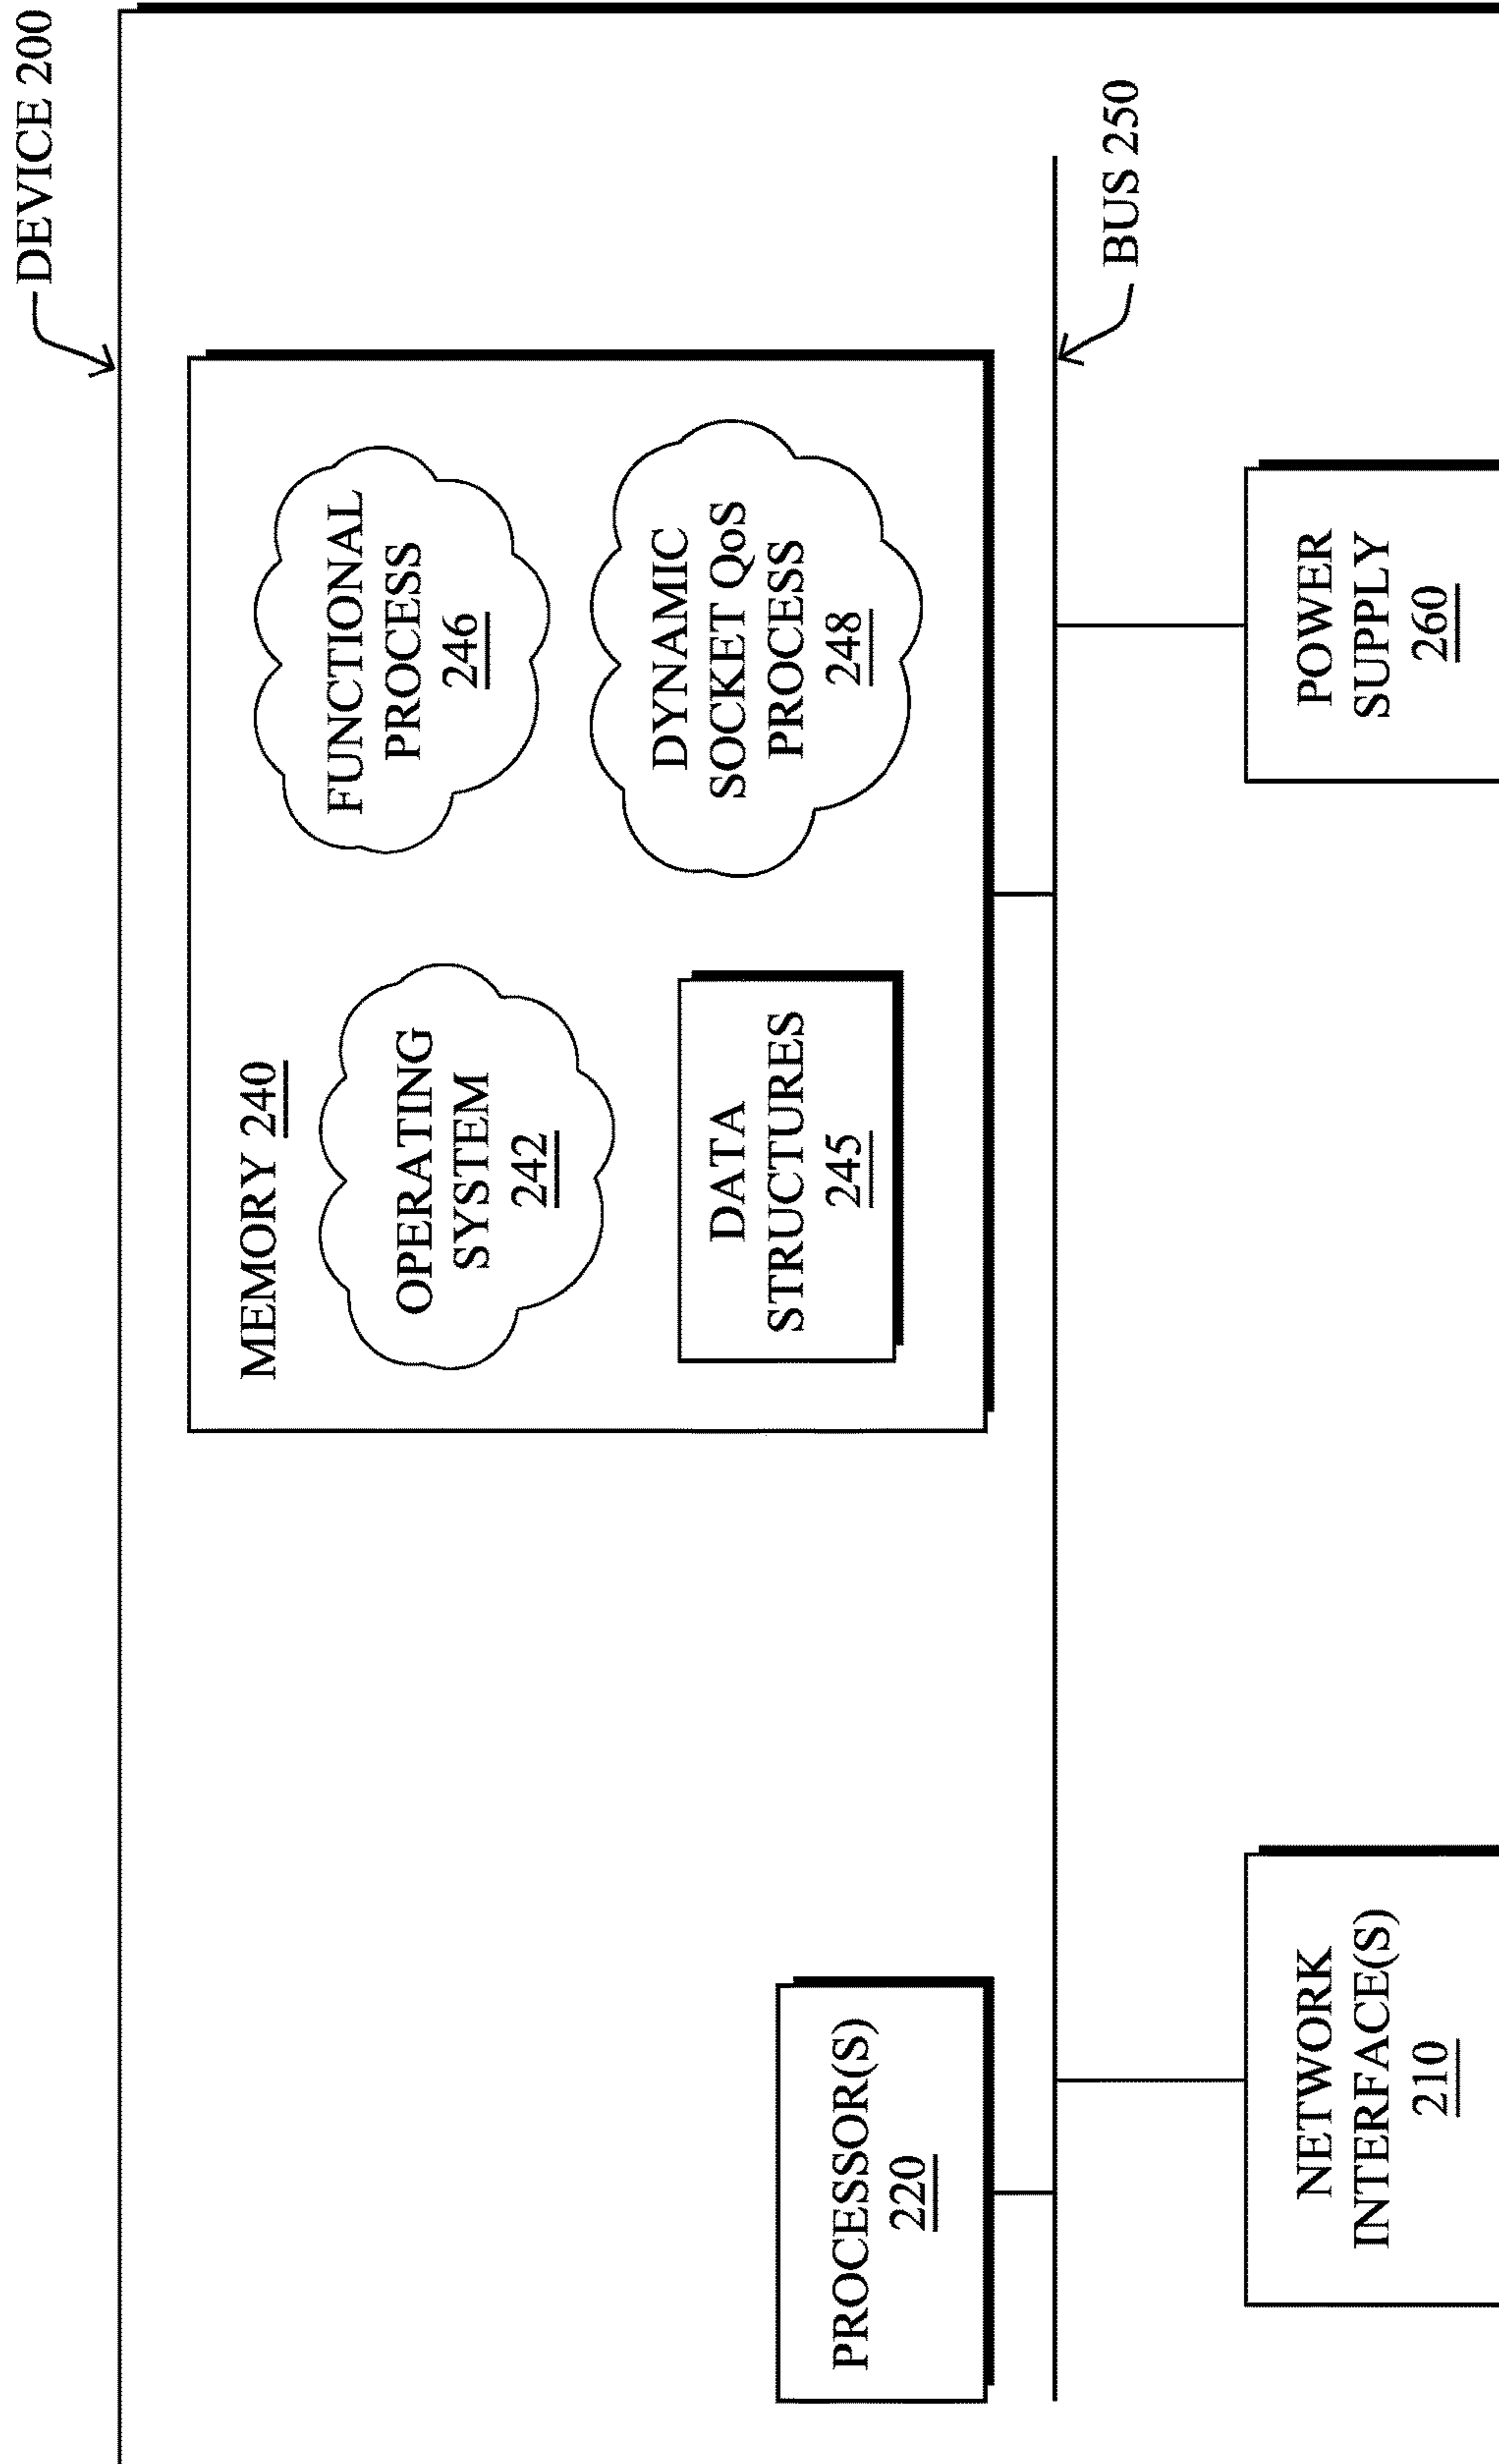 DEVICE 200
MEMORY 240
OPERATING
SYSTEM
242
FUNCTIONAL
PROCESS
246
DATA
STRUCTURES
245
DYNAMIC
SOCKET QoS
PROCESS
248
PROCESSOR(S)
220
BUS 250
NETWORK
INTERFACE(S)
210
POWER
SUPPLY
260